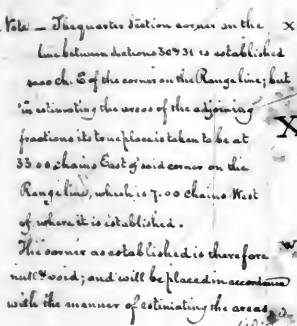 Note — The quarter Section corner on the x
line between Sections 30 & 31 is established
40.00 ch. E of the corner on the Range line; but
in estimating the areas of the adjoining
fractions its true place is taken to be at X
33.00 chains East of said corner on the
Range line, which is 7.00 chains West
of where it is established.
This corner as established is therefore W
null & void; and will be placed in accordance
with the manner of estimating the areas